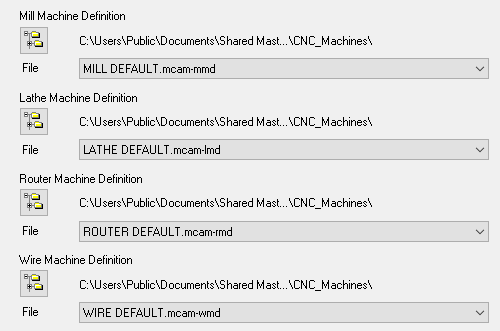 Mill Machine Definition
C:\Users\Public\Documents\Shared Mast...\CNC_Machines\
File MILL DEFAULT.mcam-mmd
Lathe Machine Definition
C:\Users\Public\Documents\Shared Mast...\CNC_Machines\
File LATHE DEFAULT.mcam-lmd
Router Machine Definition
C:\Users\Public\Documents\Shared Mast...\CNC_Machines\
File ROUTER DEFAULT.mcam-rmd
Wire Machine Definition
C:\Users\Public\Documents\Shared Mast...\CNC_Machines\
File WIRE DEFAULT.mcam-wmd